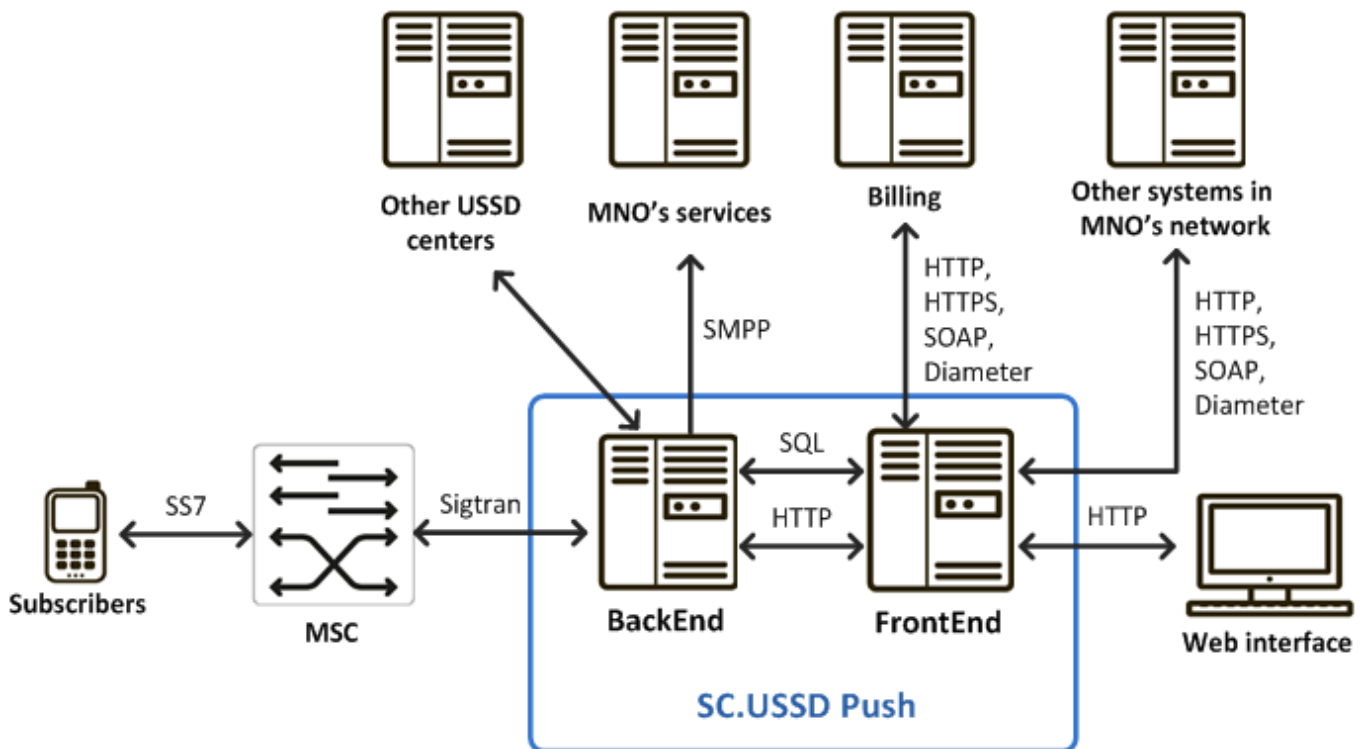 Other USSD
centers
MNO's services
Billing
Other systems in
MNO's network
HTTP,
HTTPS,
SOAP,
Diameter
HTTP,
HTTPS,
SOAP,
Diameter
SMPP
SS7
Sigtran
SQL
HTTP
HTTP
Subscribers
MSC
BackEnd
FrontEnd
Web interface
SC.USSD Push